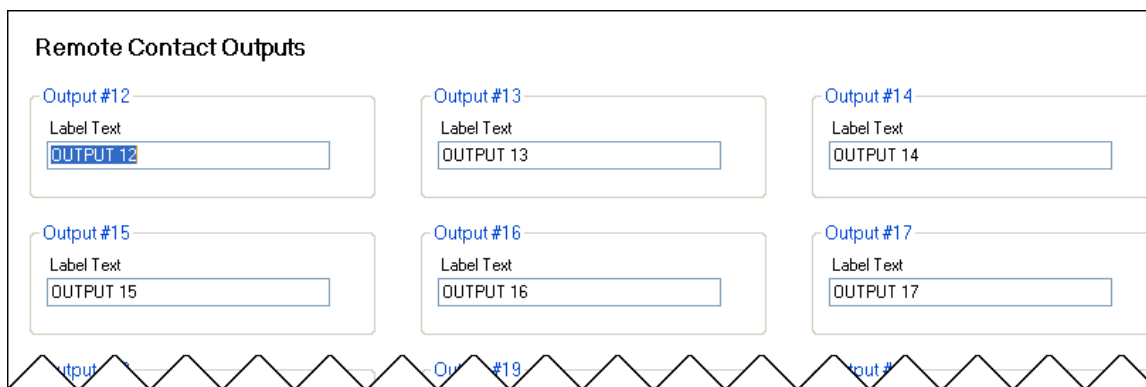 Remote Contact Outputs
Output #12
Output #13
Output #14
Label Text
Label Text
Label Text
OUTPUT 12
OUTPUT 13
OUTPUT 14
Output #15
Output #16
Output #17
Label Text
Label Text
Label Text
OUTPUT 15
OUTPUT 16
OUTPUT 17
#19